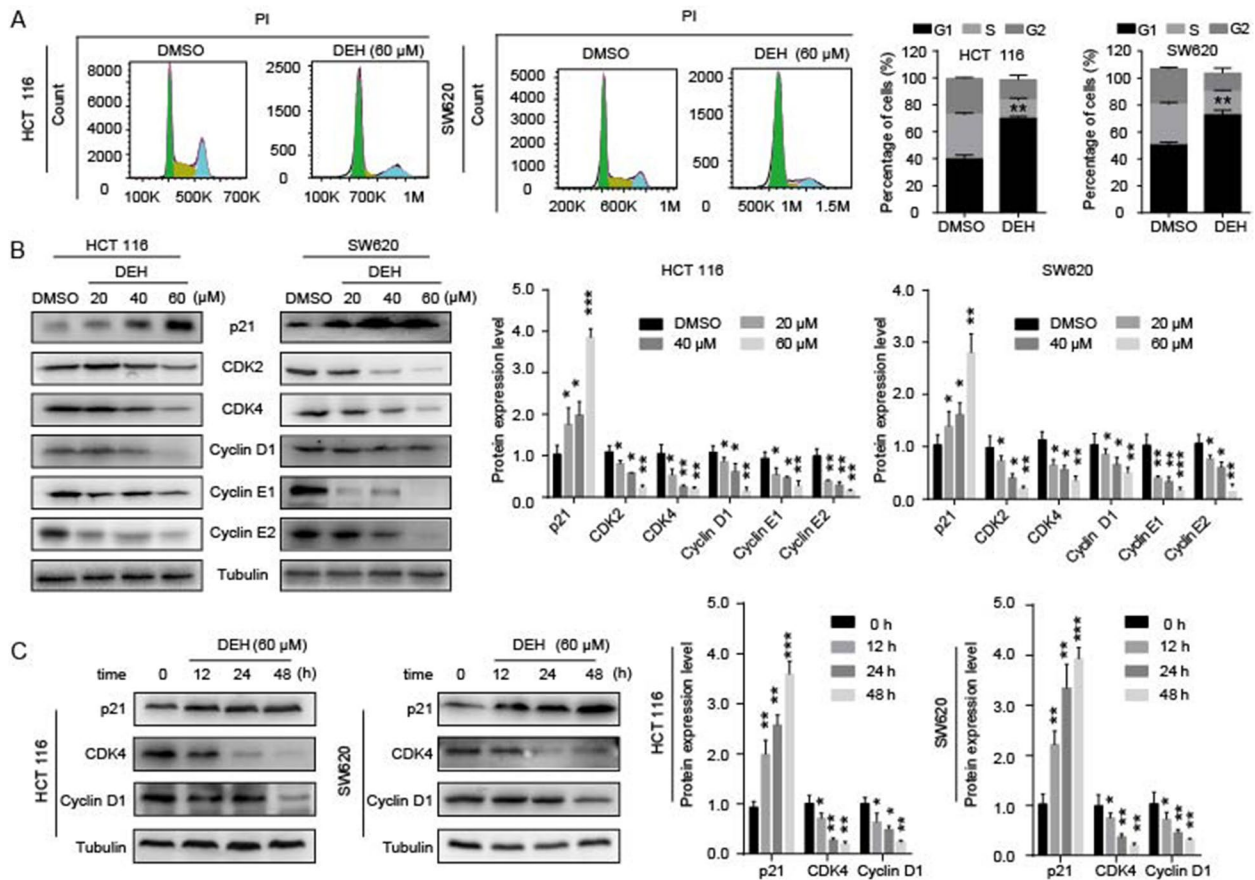 A
PI
PI
HCT 116
Count
DMSO
DEH (60 µM)
8000
6000
4000
2000
0
100K 500K 700K
2500
1500
500
0
100K 700K 1M
SW620
Count
DMSO
DEH (60 µM)
5000
4000
3000
2000
1000
0
200K 600K 1M
2000
1500
500
0
500K 1M 1.5M
G1 S G2
HCT 116
Percentage of cells (%)
120
100
80
60
40
20
0
**
DMSO DEH
G1 S G2
SW620
Percentage of cells (%)
120
100
80
60
40
20
0
**
DMSO DEH
B
HCT 116
SW620
DEH
DEH
DMSO 20 40 60 (µM)
DMSO 20 40 60 (µM)
p21
CDK2
CDK4
Cyclin D1
Cyclin E1
Cyclin E2
Tubulin
HCT 116
Protein expression level
5.0
4.0
3.0
2.0
1.0
0.0
DMSO 20 µM
40 µM 60 µM
* * ***
* * **
* ** **
* * **
* * **
** ** **
p21 CDK2 CDK4 Cyclin D1 Cyclin E1 Cyclin E2
SW620
Protein expression level
4.0
3.0
2.0
1.0
0.0
DMSO 20 µM
40 µM 60 µM
* * **
* * **
* * **
* * **
** ** ***
* * **
p21 CDK2 CDK4 Cyclin D1 Cyclin E1 Cyclin E2
C
DEH (60 µM)
time 0 12 24 48 (h)
HCT 116
p21
CDK4
Cyclin D1
Tubulin
DEH (60 µM)
time 0 12 24 48 (h)
SW620
p21
CDK4
Cyclin D1
Tubulin
HCT 116
Protein expression level
5.0
4.0
3.0
2.0
1.0
0.0
0 h
12 h
24 h
48 h
** ** ***
* ** **
* * **
p21 CDK4 Cyclin D1
SW620
Protein expression level
5.0
4.0
3.0
2.0
1.0
0.0
0 h
12 h
24 h
48 h
** ** ***
* ** **
* ** **
p21 CDK4 Cyclin D1